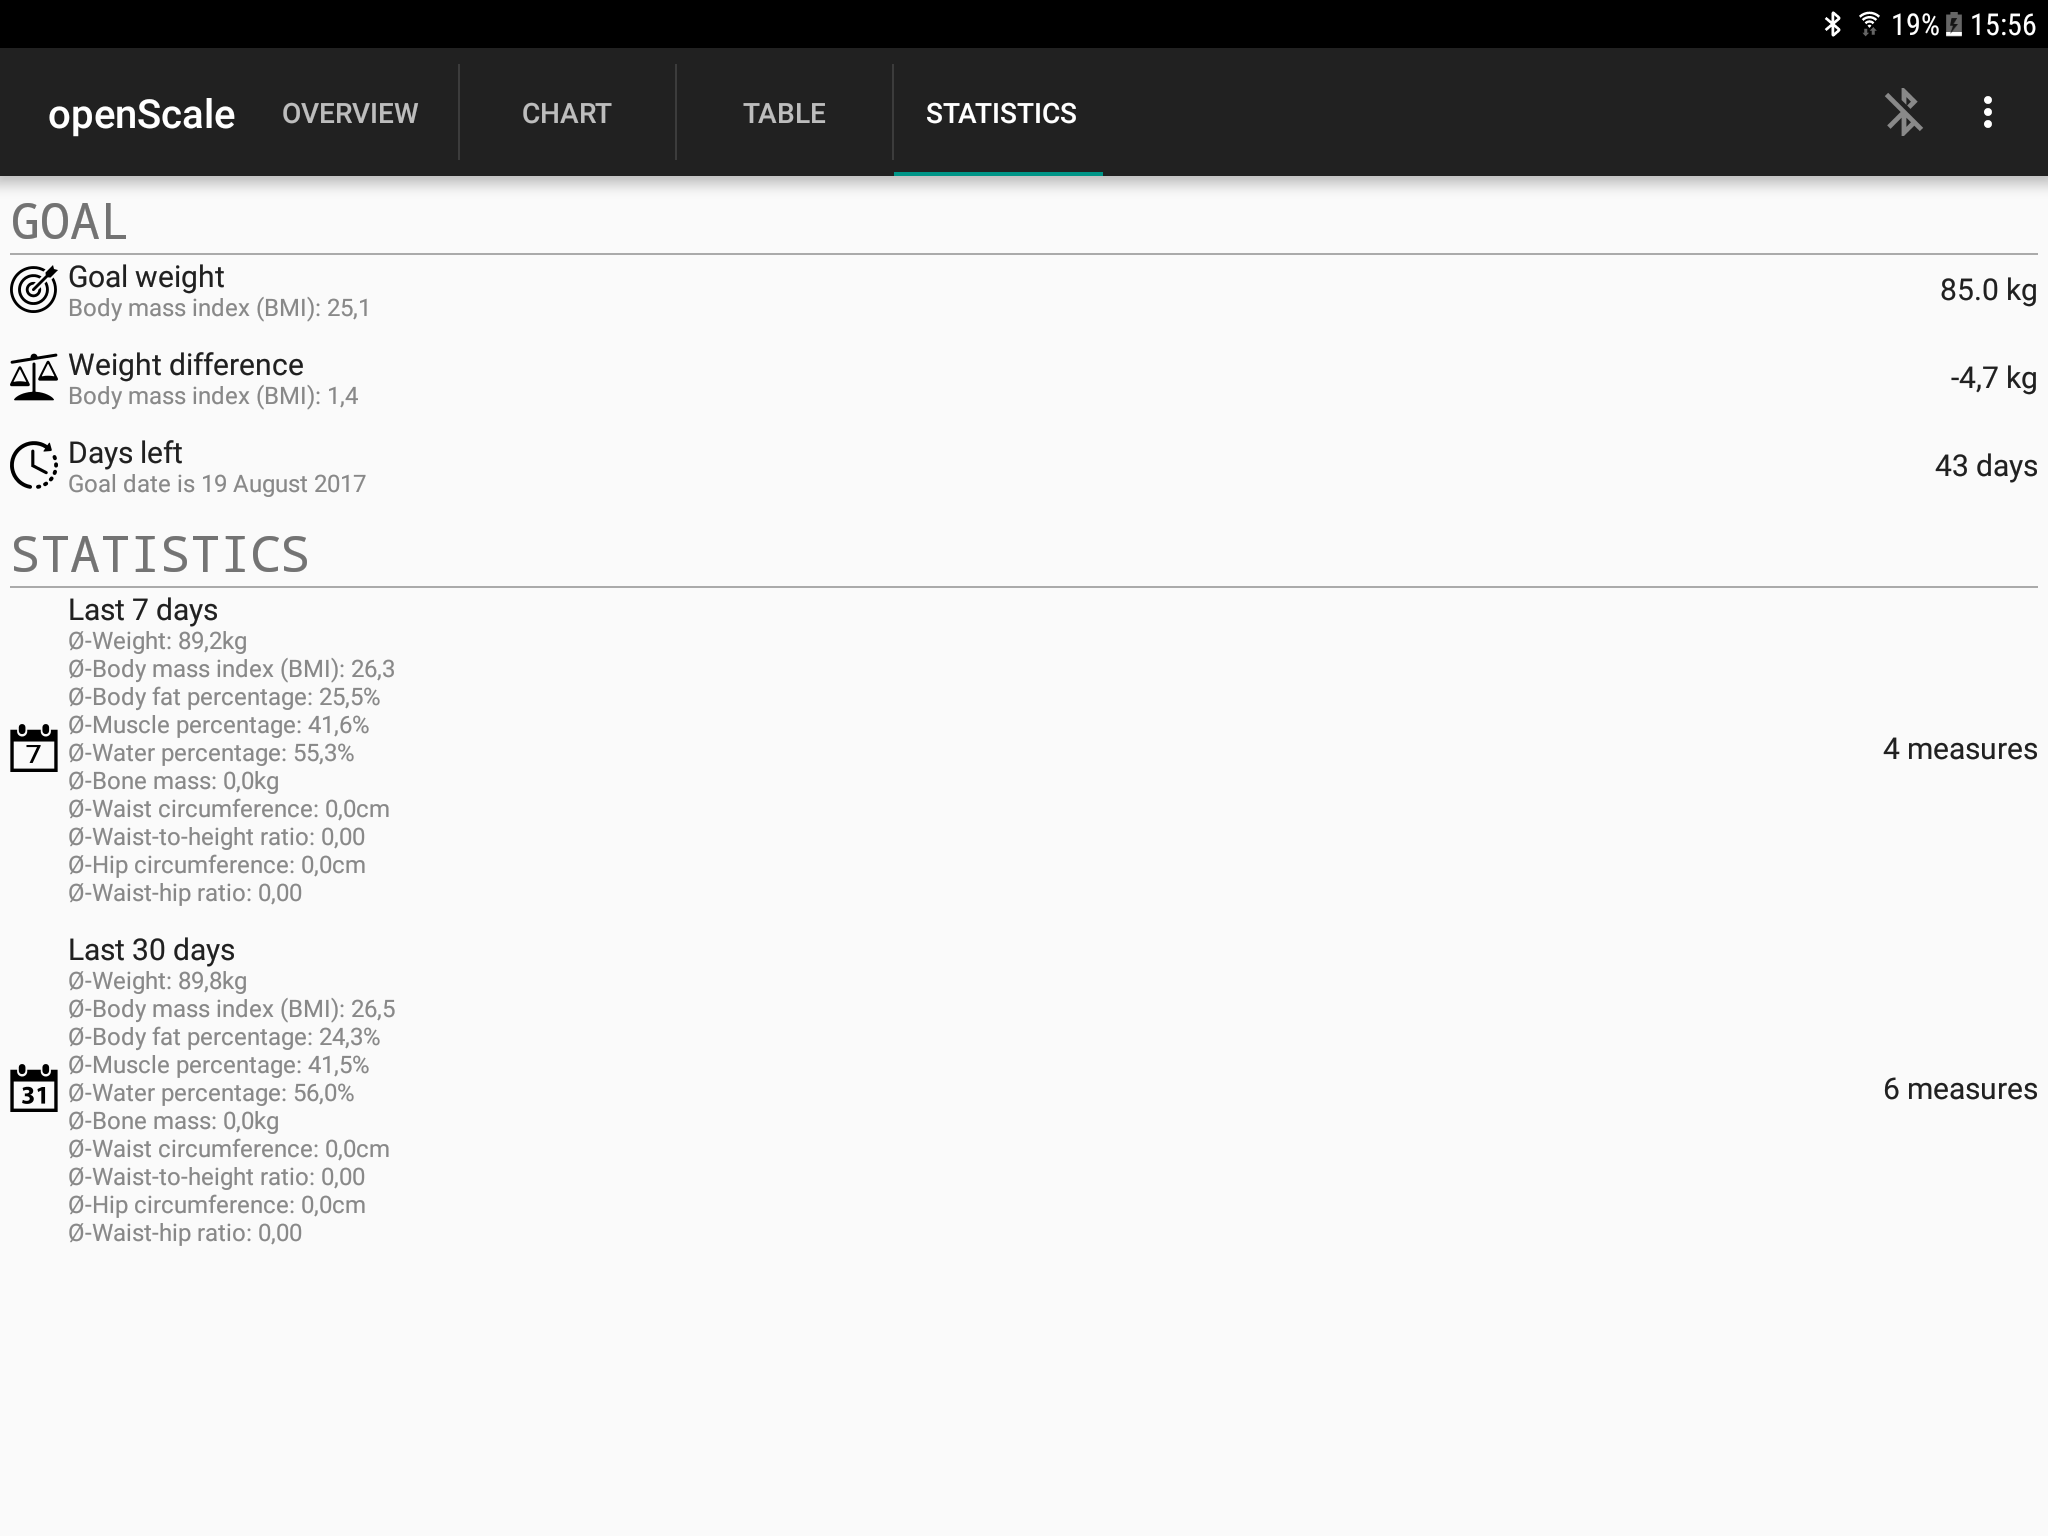 19% 15:56
openScale OVERVIEW CHART TABLE STATISTICS
GOAL
Goal weight
Body mass index (BMI): 25,1
85.0 kg
Weight difference
Body mass index (BMI): 1,4
-4,7 kg
Days left
Goal date is 19 August 2017
43 days
STATISTICS
Last 7 days
Ø-Weight: 89,2kg
Ø-Body mass index (BMI): 26,3
Ø-Body fat percentage: 25,5%
Ø-Muscle percentage: 41,6%
7
Ø-Water percentage: 55,3%
Ø-Bone mass: 0,0kg
Ø-Waist circumference: 0,0cm
Ø-Waist-to-height ratio: 0,00
Ø-Hip circumference: 0,0cm
Ø-Waist-hip ratio: 0,00
4 measures
Last 30 days
Ø-Weight: 89,8kg
Ø-Body mass index (BMI): 26,5
Ø-Body fat percentage: 24,3%
Ø-Muscle percentage: 41,5%
31
Ø-Water percentage: 56,0%
Ø-Bone mass: 0,0kg
Ø-Waist circumference: 0,0cm
Ø-Waist-to-height ratio: 0,00
Ø-Hip circumference: 0,0cm
Ø-Waist-hip ratio: 0,00
6 measures